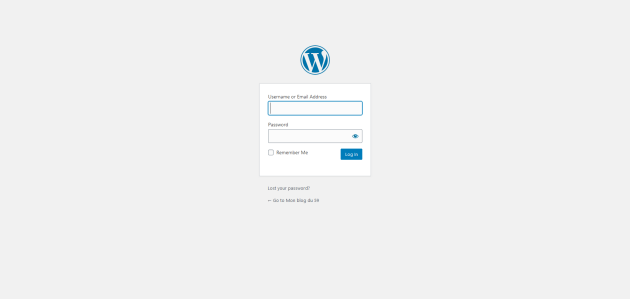 Username or Email Address
Password
Remember Me
Log In
Lost your password?
← Go to Mon blog du 59